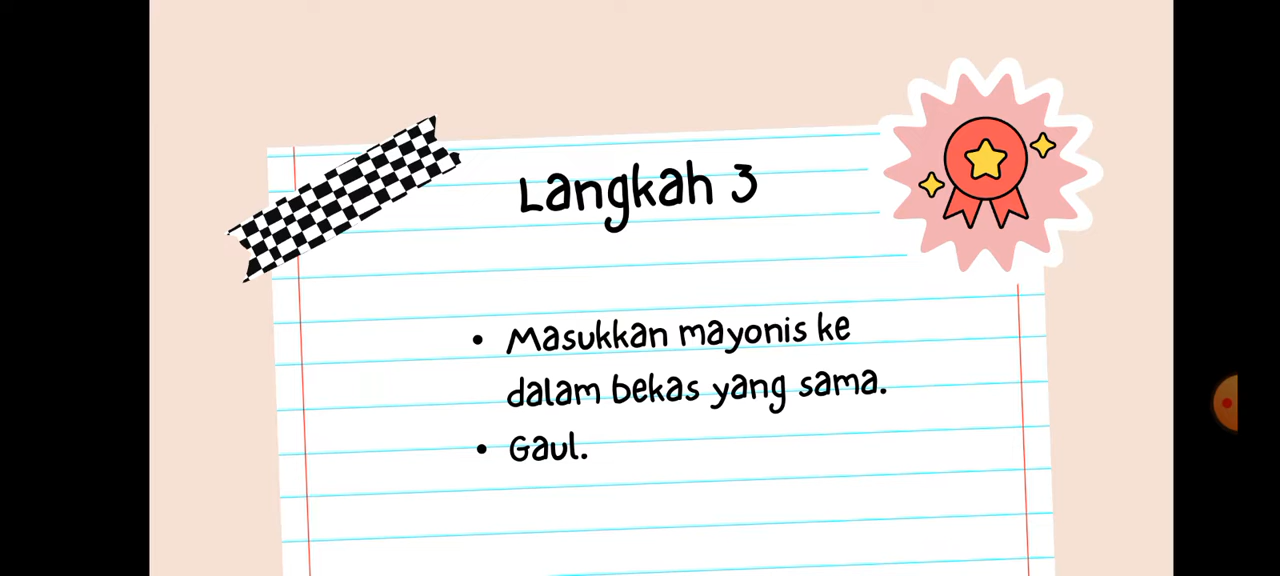 Langkah 3
• Masukkan mayonis ke
dalam bekas yang sama.
• Gaul.